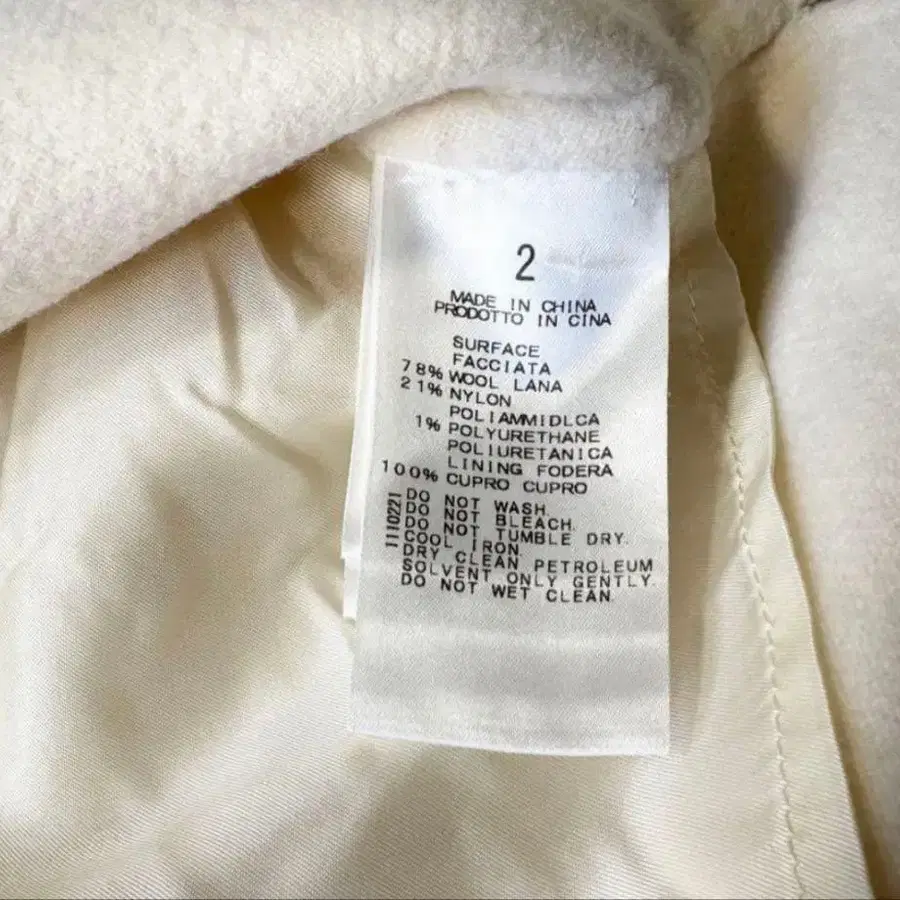 2
MADE IN CHINA
PRODOTTO IN CINA
SURFACE
FACCIATA
78% WOOL LANA
21% NYLON
POLIAMMIDLCA
1% POLYURETHANE
POLIURETANICA
LINING FODERA
100% CUPRO CUPRO
DO NOT WASH.
DO NOT BLEACH.
DO NOT TUMBLE DRY.
COOL IRON.
DRY CLEAN PETROLEUM
SOLVENT ONLY GENTLY.
DO NOT WET CLEAN.
1110221